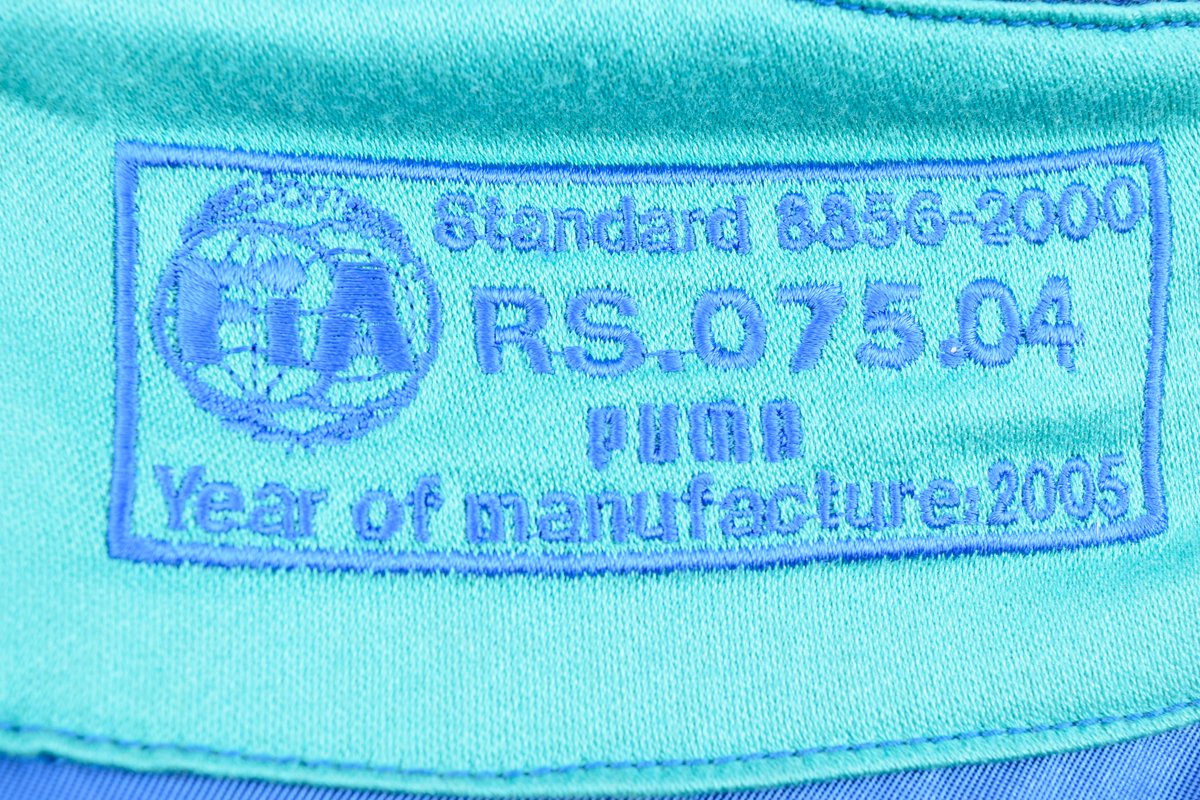 FIA
Standard 8856-2000
RS.075.04
puma
Year of manufacture:2005